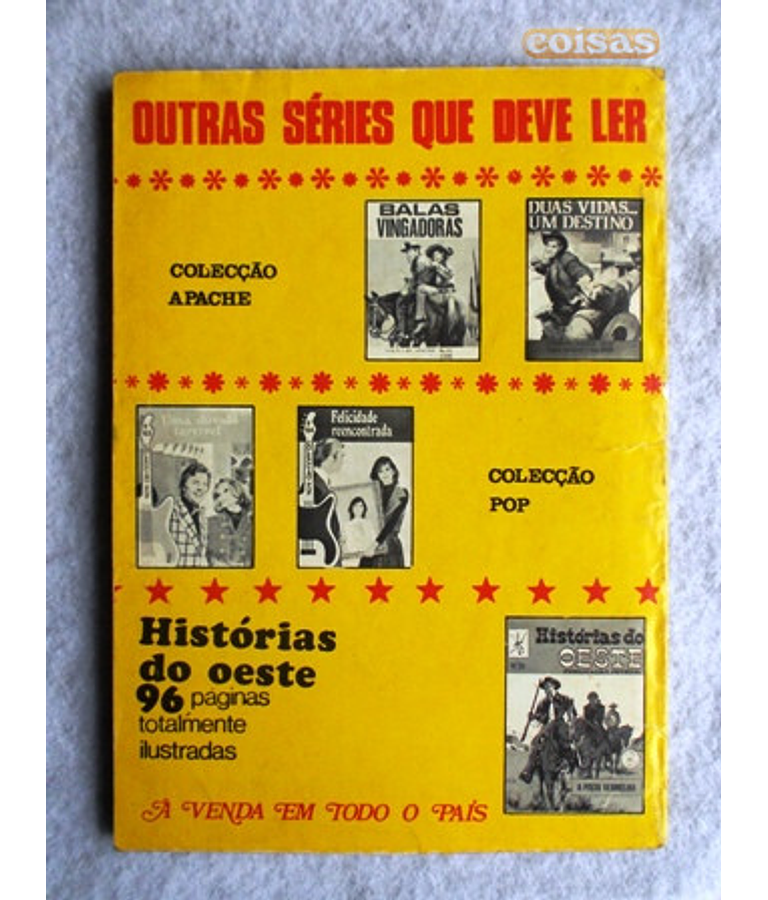 coisas
OUTRAS SÉRIES QUE DEVE LER
COLECÇÃO
APACHE
BALAS
VINGADORAS
DUAS VIDAS...
UM DESTINO
Felicidade
reencontrada
COLECÇÃO
POP
Histórias
do oeste
96 páginas
totalmente
ilustradas
Histórias do
OESTE
À VENDA EM TODO O PAÍS